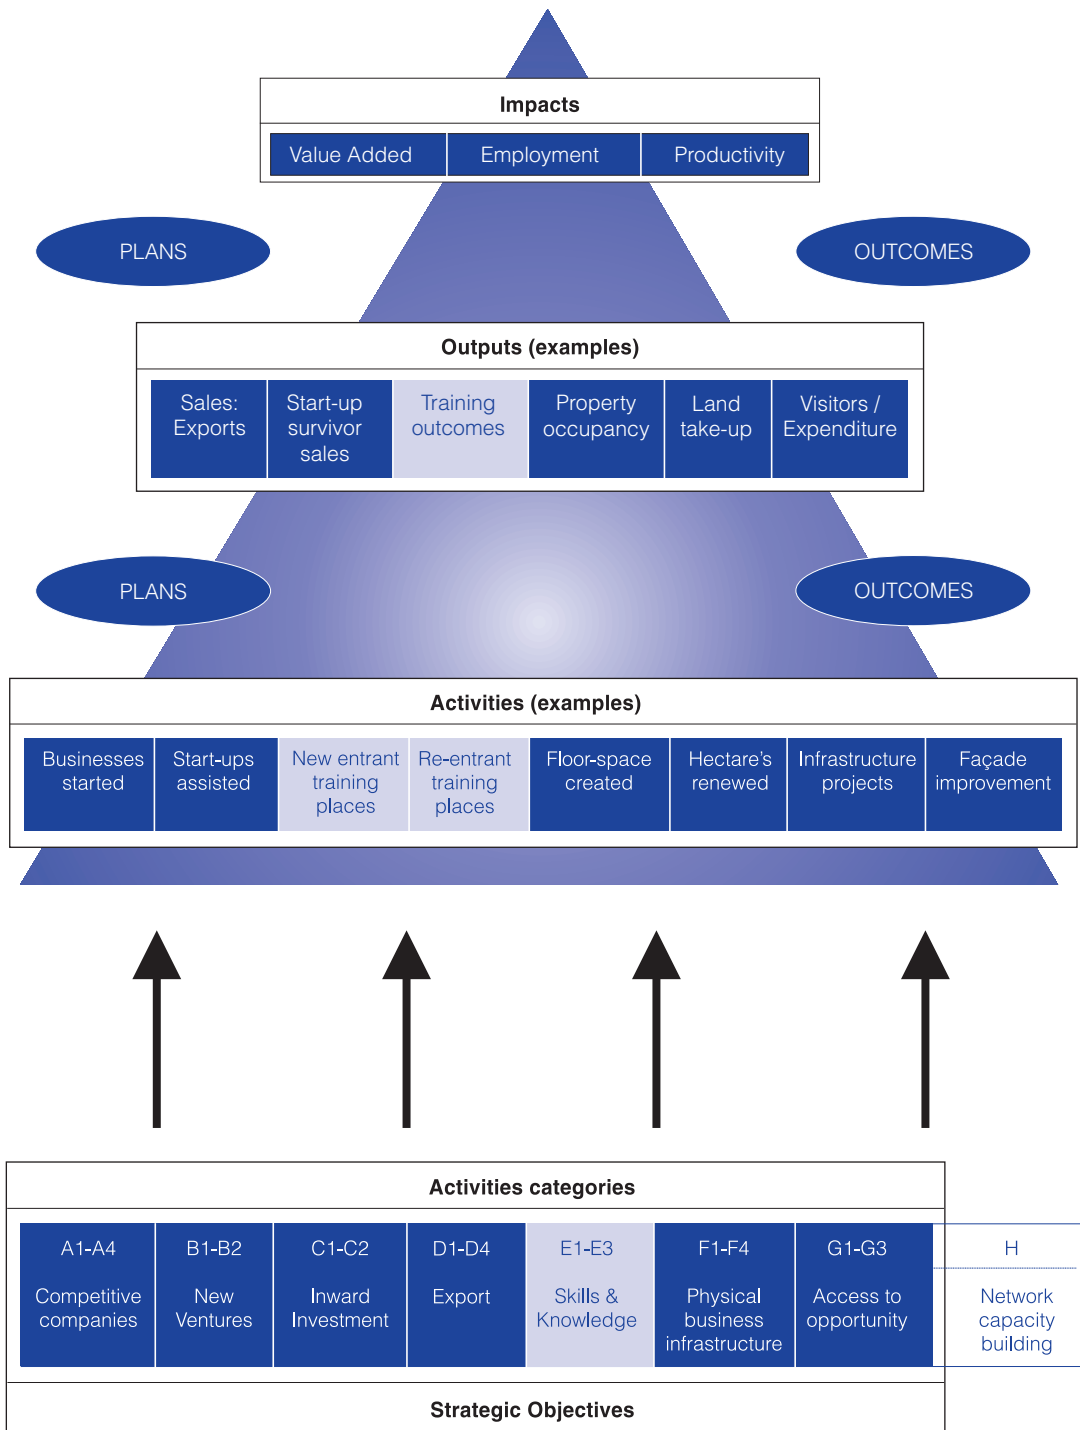 Impacts
Value Added
Employment
Productivity
PLANS
OUTCOMES
Outputs (examples)
Sales:
Exports
Start-up
survivor
sales
Training
outcomes
Property
occupancy
Land
take-up
Visitors /
Expenditure
PLANS
OUTCOMES
Activities (examples)
Businesses
started
Start-ups
assisted
New entrant
training
places
Re-entrant
training
places
Floor-space
created
Hectare's
renewed
Infrastructure
projects
Façade
improvement
Activities categories
A1-A4
Competitive
companies
B1-B2
New
Ventures
C1-C2
Inward
Investment
D1-D4
Export
E1-E3
Skills &
Knowledge
F1-F4
Physical
business
infrastructure
G1-G3
Access to
opportunity
H
Network
capacity
building
Strategic Objectives